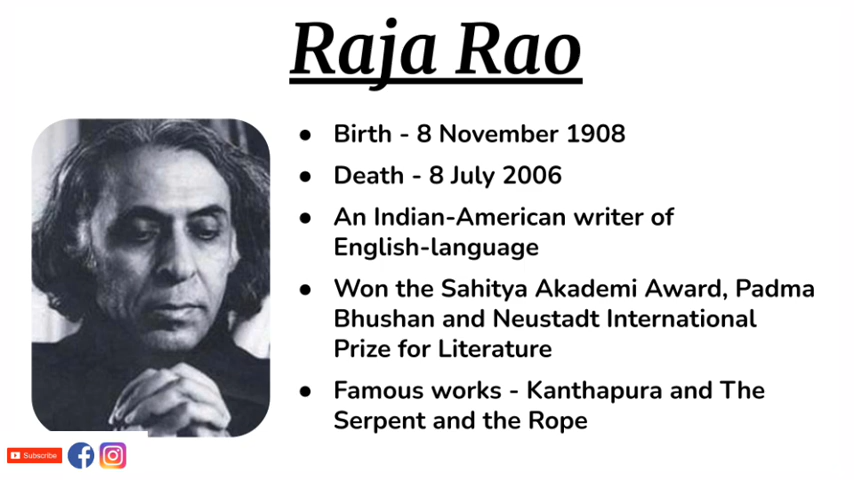 Raja Rao
● Birth - 8 November 1908
● Death - 8 July 2006
● An Indian-American writer of
English-language
● Won the Sahitya Akademi Award, Padma
Bhushan and Neustadt International
Prize for Literature
● Famous works - Kanthapura and The
Serpent and the Rope
Subscribe